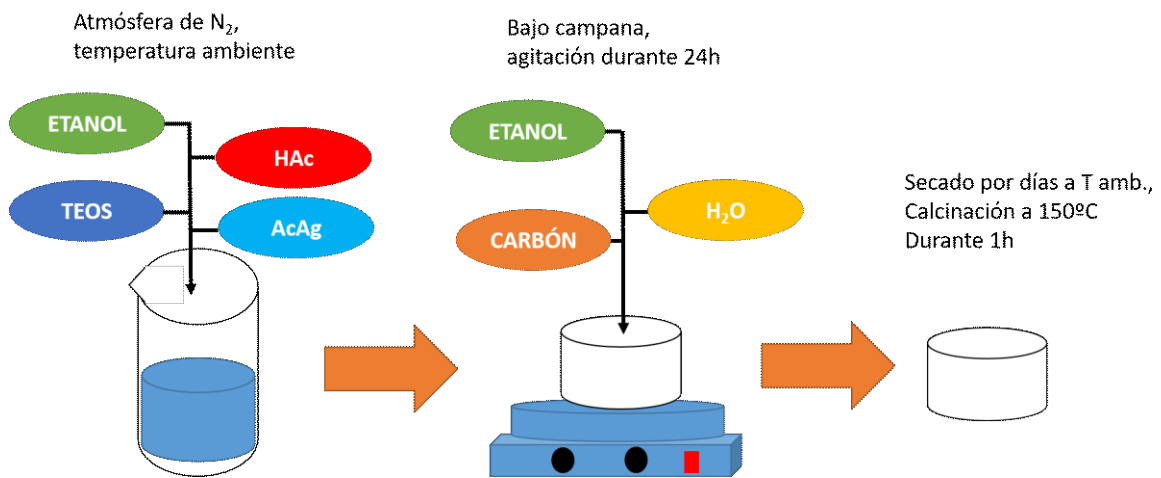 Atmósfera de N₂,
temperatura ambiente
ETANOL
HAc
TEOS
AcAg
Bajo campana,
agitación durante 24h
ETANOL
H₂O
CARBÓN
Secado por días a T amb.,
Calcinación a 150ºC
Durante 1h